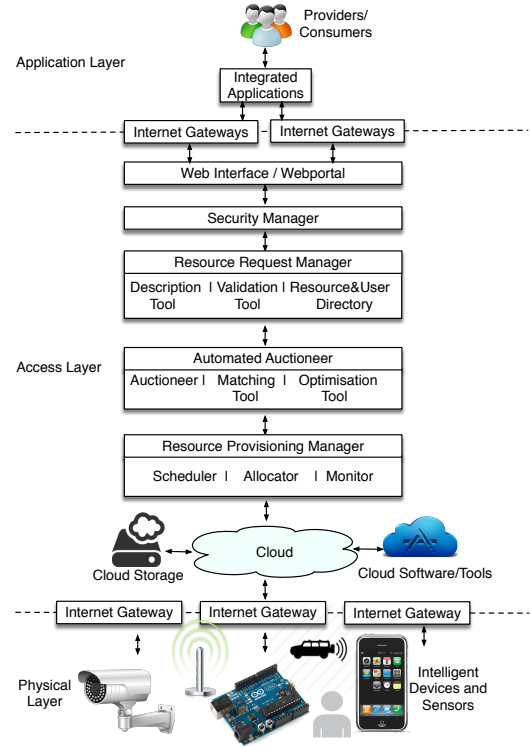 Providers/
Consumers
Application Layer
Integrated
Applications
Internet Gateways
Internet Gateways
Web Interface / Webportal
Security Manager
Resource Request Manager
Description | Validation | Resource&User
Tool Tool Directory
Access Layer
Automated Auctioneer
Auctioneer | Matching | Optimisation
Tool Tool
Resource Provisioning Manager
Scheduler | Allocator | Monitor
Cloud
Cloud Storage
Cloud Software/Tools
Internet Gateway
Internet Gateway
Internet Gateway
Physical
Layer
Intelligent
Devices and
Sensors